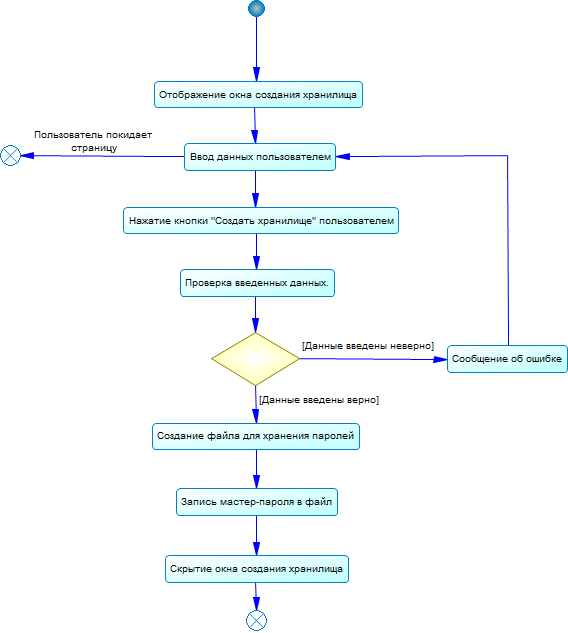 Отображение окна создания хранилища
Пользователь покидает
страницу
Ввод данных пользователем
Нажатие кнопки "Создать хранилище" пользователем
Проверка введенных данных.
[Данные введены неверно]
Сообщение об ошибке
[Данные введены верно]
Создание файла для хранения паролей
Запись мастер-пароля в файл
Скрытие окна создания хранилища